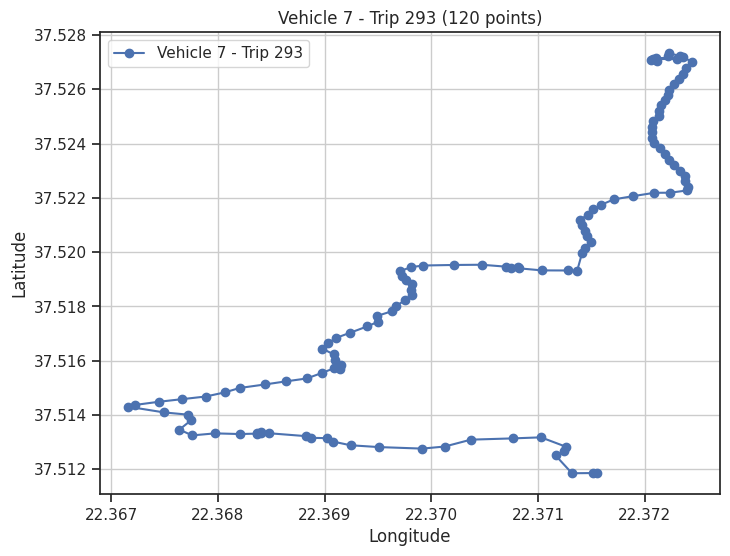 Vehicle 7 - Trip 293 (120 points)
Vehicle 7 - Trip 293
37.528
37.526
37.524
37.522
37.520
37.518
37.516
37.514
37.512
Latitude
22.367 22.368 22.369 22.370 22.371 22.372
Longitude